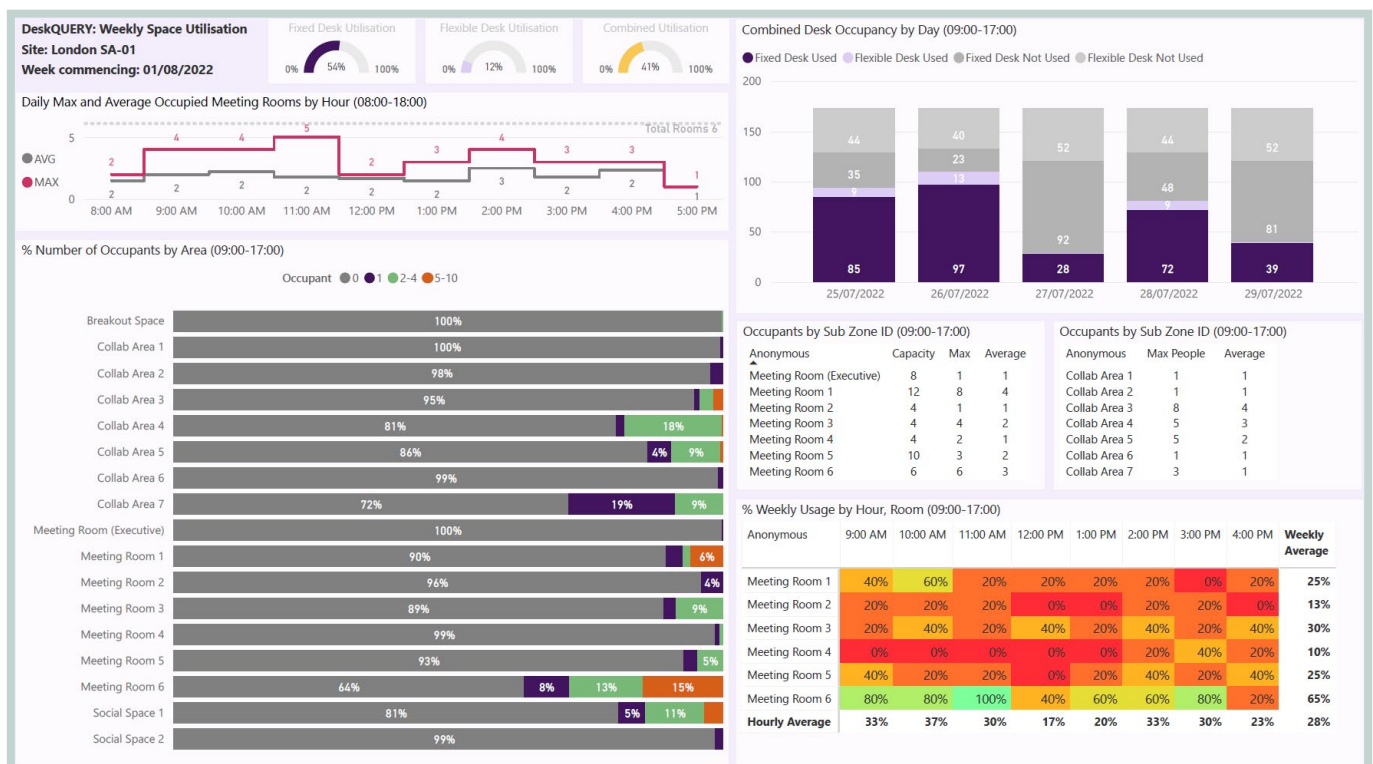 DeskQUERY: Weekly Space Utilisation
Site: London SA-01
Week commencing: 01/08/2022
Fixed Desk Utilisation
0% 54% 100%
Flexible Desk Utilisation
0% 12% 100%
Combined Utilisation
0% 41% 100%
Daily Max and Average Occupied Meeting Rooms by Hour (08:00-18:00)
AVG
MAX
5
0
Total Rooms 6
2 4 4 5 2 3 4 3 3 1
2 2 2 2 2 2 3 2 2 1
8:00 AM 9:00 AM 10:00 AM 11:00 AM 12:00 PM 1:00 PM 2:00 PM 3:00 PM 4:00 PM 5:00 PM
% Number of Occupants by Area (09:00-17:00)
Occupant 0 1 2-4 5-10
Breakout Space 100%
Collab Area 1 100%
Collab Area 2 98%
Collab Area 3 95%
Collab Area 4 81% 18%
Collab Area 5 86% 4% 9%
Collab Area 6 99%
Collab Area 7 72% 19% 9%
Meeting Room (Executive) 100%
Meeting Room 1 90% 6%
Meeting Room 2 96% 4%
Meeting Room 3 89% 9%
Meeting Room 4 99%
Meeting Room 5 93% 5%
Meeting Room 6 64% 8% 13% 15%
Social Space 1 81% 5% 11%
Social Space 2 99%
Combined Desk Occupancy by Day (09:00-17:00)
Fixed Desk Used Flexible Desk Used Fixed Desk Not Used Flexible Desk Not Used
200
150
100
50
0
44 40 52 44 52
35 23 92 48 81
9 13 9
85 97 28 72 39
25/07/2022 26/07/2022 27/07/2022 28/07/2022 29/07/2022
Occupants by Sub Zone ID (09:00-17:00)
Anonymous Capacity Max Average
Meeting Room (Executive) 8 1 1
Meeting Room 1 12 8 4
Meeting Room 2 4 1 1
Meeting Room 3 4 4 2
Meeting Room 4 4 2 1
Meeting Room 5 10 3 2
Meeting Room 6 6 6 3
Occupants by Sub Zone ID (09:00-17:00)
Anonymous Max People Average
Collab Area 1 1 1
Collab Area 2 1 1
Collab Area 3 8 4
Collab Area 4 5 3
Collab Area 5 5 2
Collab Area 6 1 1
Collab Area 7 3 1
% Weekly Usage by Hour, Room (09:00-17:00)
Anonymous 9:00 AM 10:00 AM 11:00 AM 12:00 PM 1:00 PM 2:00 PM 3:00 PM 4:00 PM Weekly Average
Meeting Room 1 40% 60% 20% 20% 20% 20% 0% 20% 25%
Meeting Room 2 20% 20% 20% 0% 0% 20% 20% 0% 13%
Meeting Room 3 20% 40% 20% 40% 20% 40% 20% 40% 30%
Meeting Room 4 0% 0% 0% 0% 0% 20% 40% 20% 10%
Meeting Room 5 40% 20% 20% 0% 20% 40% 20% 40% 25%
Meeting Room 6 80% 80% 100% 40% 60% 60% 80% 20% 65%
Hourly Average 33% 37% 30% 17% 20% 33% 30% 23% 28%